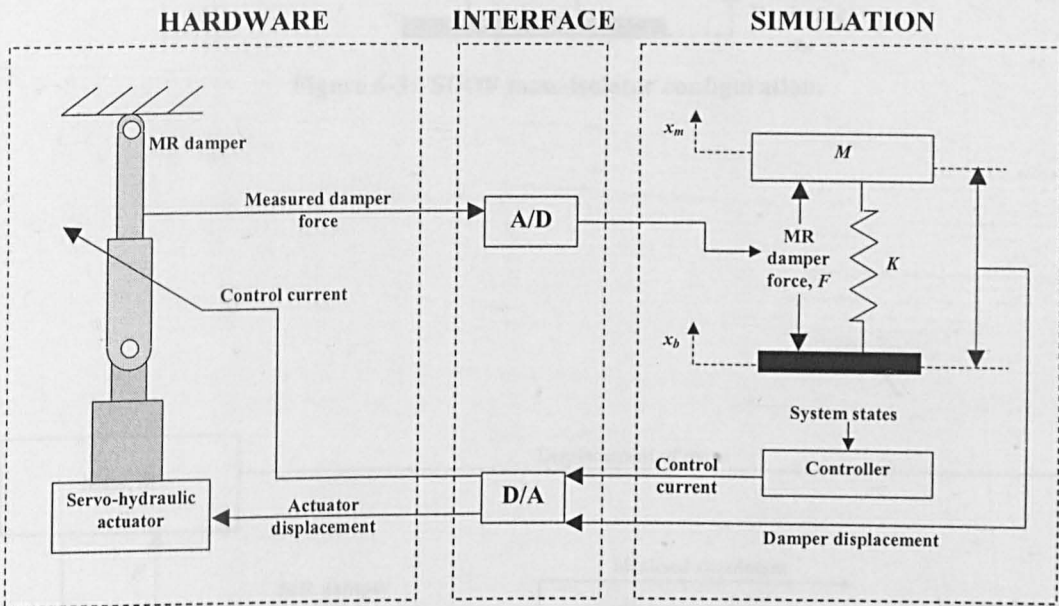 HARDWARE
INTERFACE
SIMULATION
MR damper
Measured damper
force
A/D
Control current
x_m
M
MR
damper
force, F
K
x_b
System states
Controller
Control
current
D/A
Servo-hydraulic
actuator
Actuator
displacement
Damper displacement